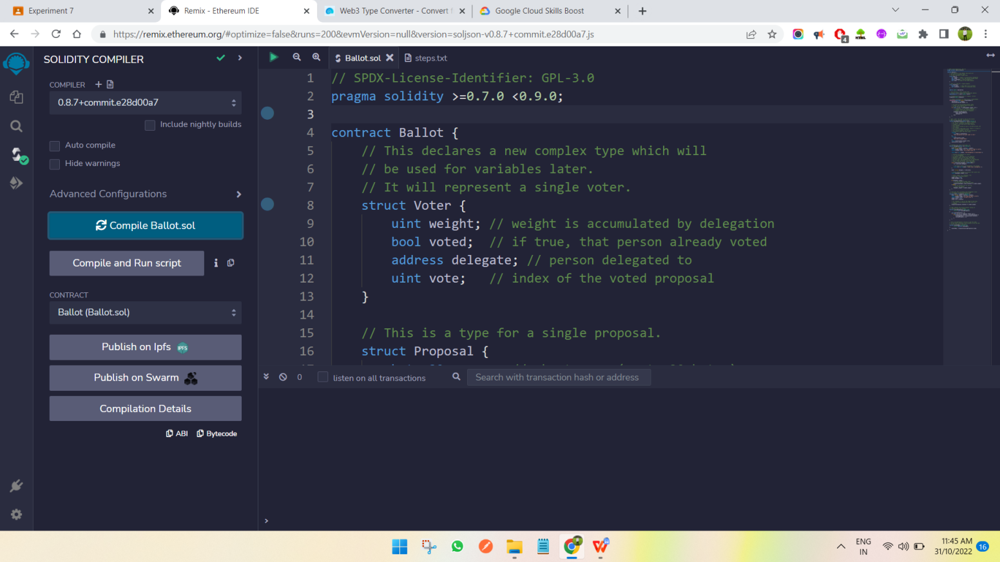 Experiment 7
Remix - Ethereum IDE
Web3 Type Converter - Convert
Google Cloud Skills Boost
https://remix.ethereum.org/#optimize=false&runs=200&evmVersion=null&version=soljson-v0.8.7+commit.e28d00a7.js
4
HTML
SOLIDITY COMPILER
COMPILER
0.8.7+commit.e28d00a7
Include nightly builds
Auto compile
Hide warnings
Advanced Configurations
Compile Ballot.sol
Compile and Run script
CONTRACT
Ballot (Ballot.sol)
Publish on Ipfs
IPFS
Publish on Swarm
Compilation Details
ABI
Bytecode
Ballot.sol
steps.txt
1 // SPDX-License-Identifier: GPL-3.0
2 pragma solidity >=0.7.0 <0.9.0;
3
4 contract Ballot {
5 // This declares a new complex type which will
6 // be used for variables later.
7 // It will represent a single voter.
8 struct Voter {
9 uint weight; // weight is accumulated by delegation
10 bool voted; // if true, that person already voted
11 address delegate; // person delegated to
12 uint vote; // index of the voted proposal
13 }
14
15 // This is a type for a single proposal.
16 struct Proposal {
0
listen on all transactions
Search with transaction hash or address
>
ENG
IN
11:45 AM
31/10/2022
16